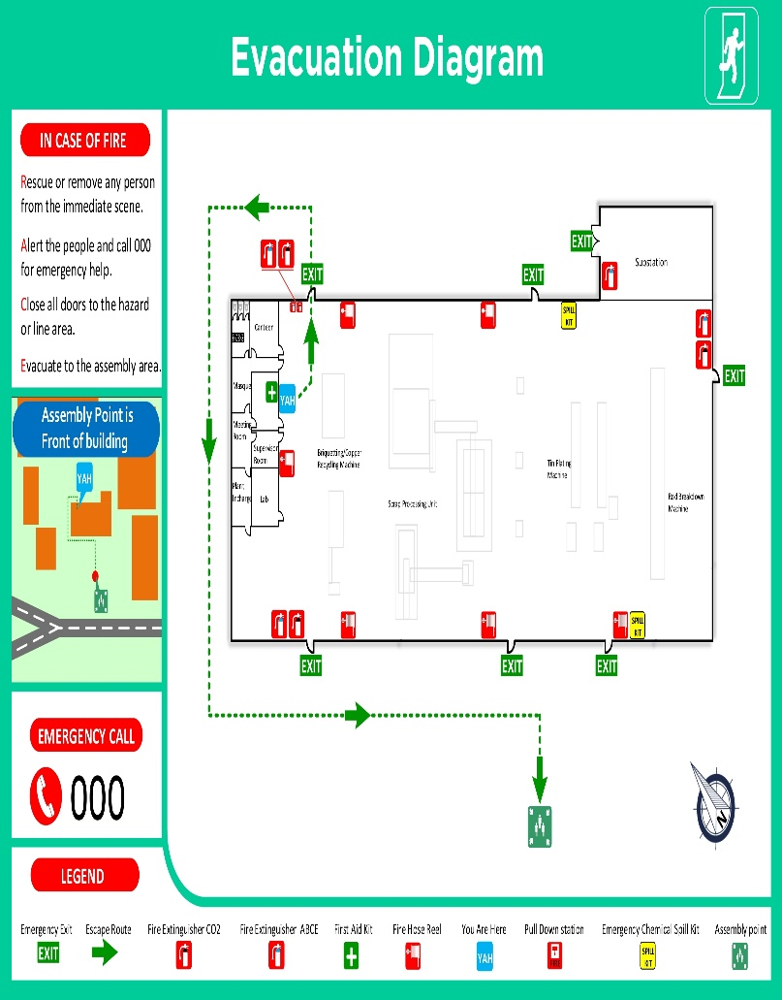 Evacuation Diagram
IN CASE OF FIRE
Rescue or remove any person
from the immediate scene.
Alert the people and call 000
for emergency help.
Close all doors to the hazard
or line area.
Evacuate to the assembly area.
Assembly Point is
Front of building
YAH
EMERGENCY CALL
000
EXIT
Substation
EXIT
EXIT
SPILL
KIT
Canteen
EXIT
Masque
YAH
Meeting
Room
Supervisor
Room
Plant
Incharge
Lab
Briquetting/Copper
Recycling Machine
Scrap Processing Unit
Tin Plating
Machine
Rod Breakdown
Machine
SPILL
KIT
EXIT
EXIT
EXIT
N
LEGEND
Emergency Exit
EXIT
Escape Route
Fire Extinguisher CO2
Fire Extinguisher ABCE
First Aid Kit
Fire Hose Reel
You Are Here
YAH
Pull Down station
Emergency Chemical Spill Kit
SPILL
KIT
Assembly point